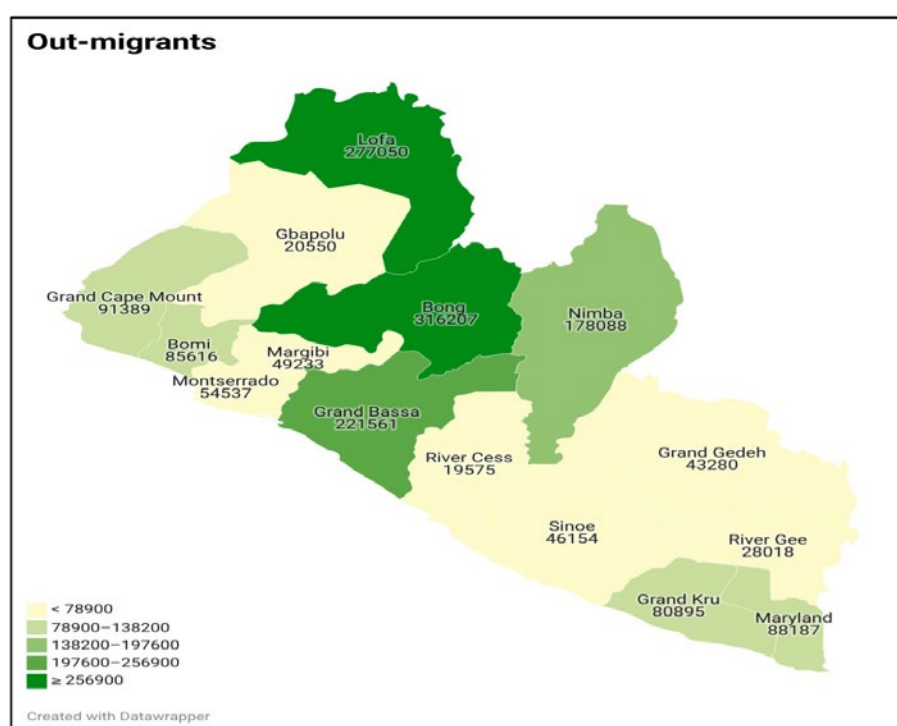 Out-migrants
Lofa
277050
Gbapolu
20550
Grand Cape Mount
91389
Bong
316207
Nimba
178088
Bomi
85616
Margibi
49233
Montserrado
54537
Grand Bassa
221561
River Cess
19575
Grand Gedeh
43280
Sinoe
46154
River Gee
28018
Grand Kru
80895
Maryland
88187
< 78900
78900–138200
138200–197600
197600–256900
≥ 256900
Created with Datawrapper